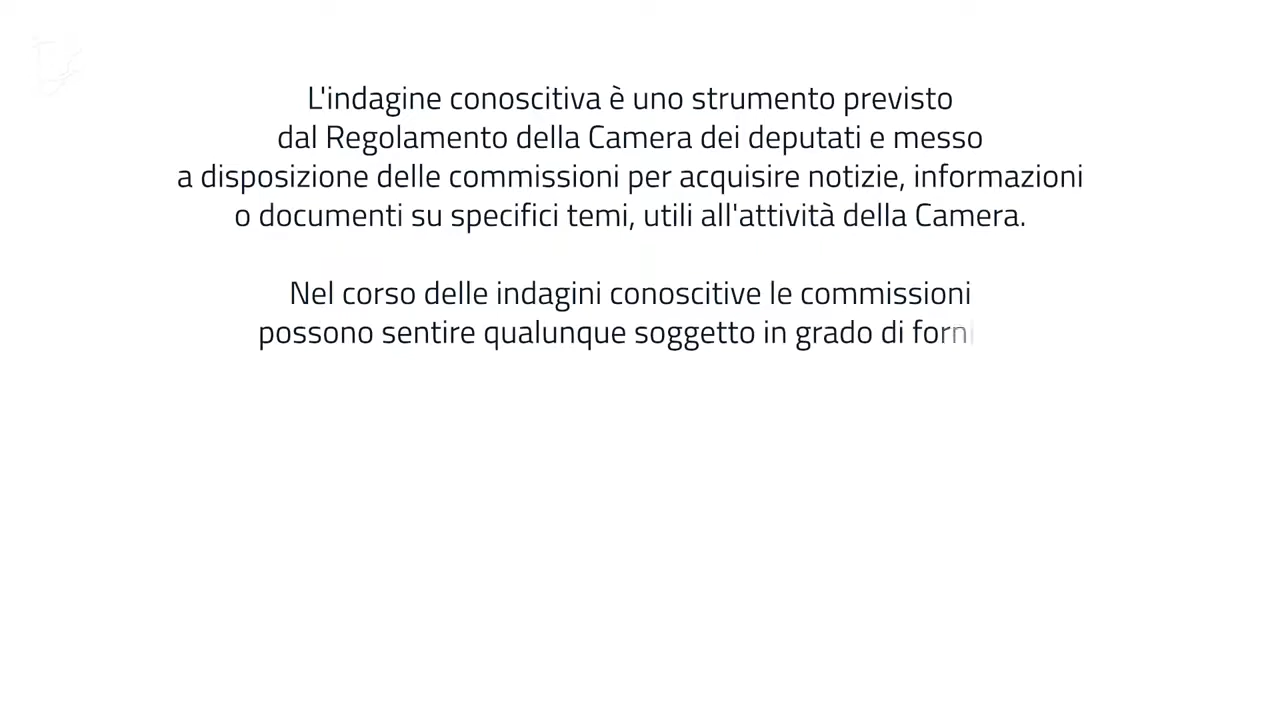 L'indagine conoscitiva è uno strumento previsto
dal Regolamento della Camera dei deputati e messo
a disposizione delle commissioni per acquisire notizie, informazioni
o documenti su specifici temi, utili all'attività della Camera.
Nel corso delle indagini conoscitive le commissioni
possono sentire qualunque soggetto in grado di forni